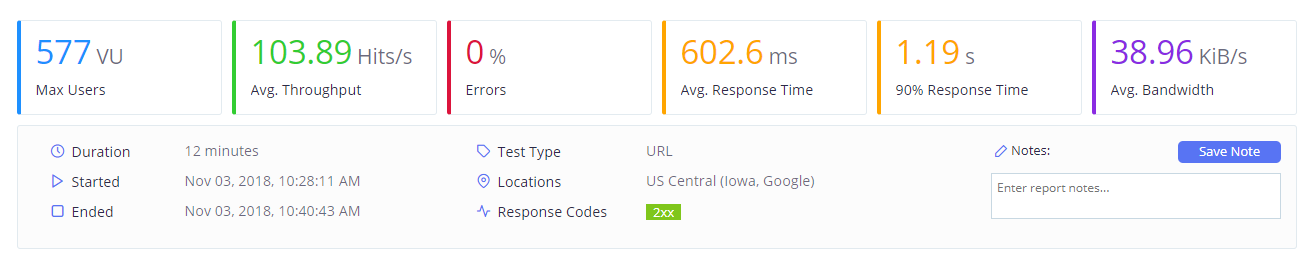 577 VU
Max Users
103.89 Hits/s
Avg. Throughput
0 %
Errors
602.6 ms
Avg. Response Time
1.19 s
90% Response Time
38.96 KiB/s
Avg. Bandwidth
Duration 12 minutes
Started Nov 03, 2018, 10:28:11 AM
Ended Nov 03, 2018, 10:40:43 AM
Test Type URL
Locations US Central (Iowa, Google)
Response Codes 2xx
Notes: Save Note
Enter report notes...